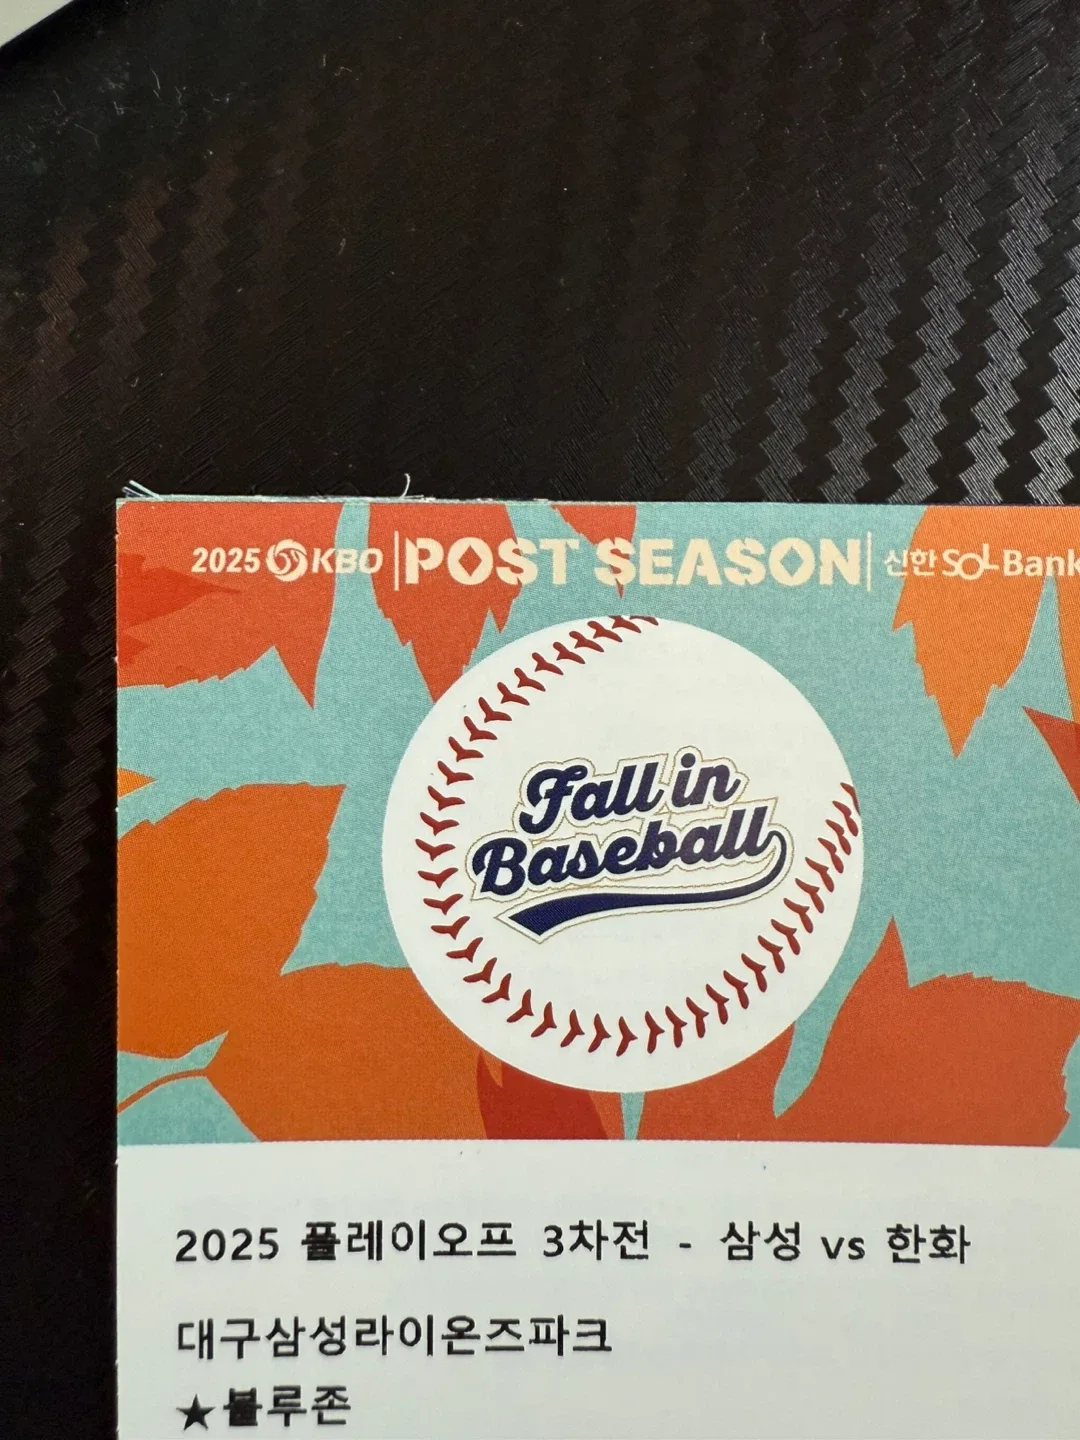 2025 KBO POST SEASON 신한 SOL Bank
Fall in
Baseball
2025 플레이오프 3차전 - 삼성 vs 한화
대구삼성라이온즈파크
★블루존